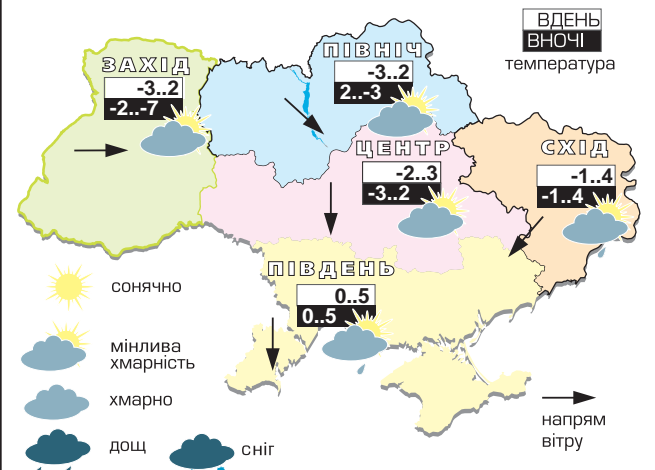 ВДЕНЬ
ВНОЧІ
температура
ЗАХІД
-3..2
-2..-7
ПІВНІЧ
-3..2
2..-3
ЦЕНТР
-2..3
-3..2
СХІД
-1..4
-1..4
ПІВДЕНЬ
0..5
0..5
сонячно
мінлива
хмарність
хмарно
дощ
сніг
напрям
вітру